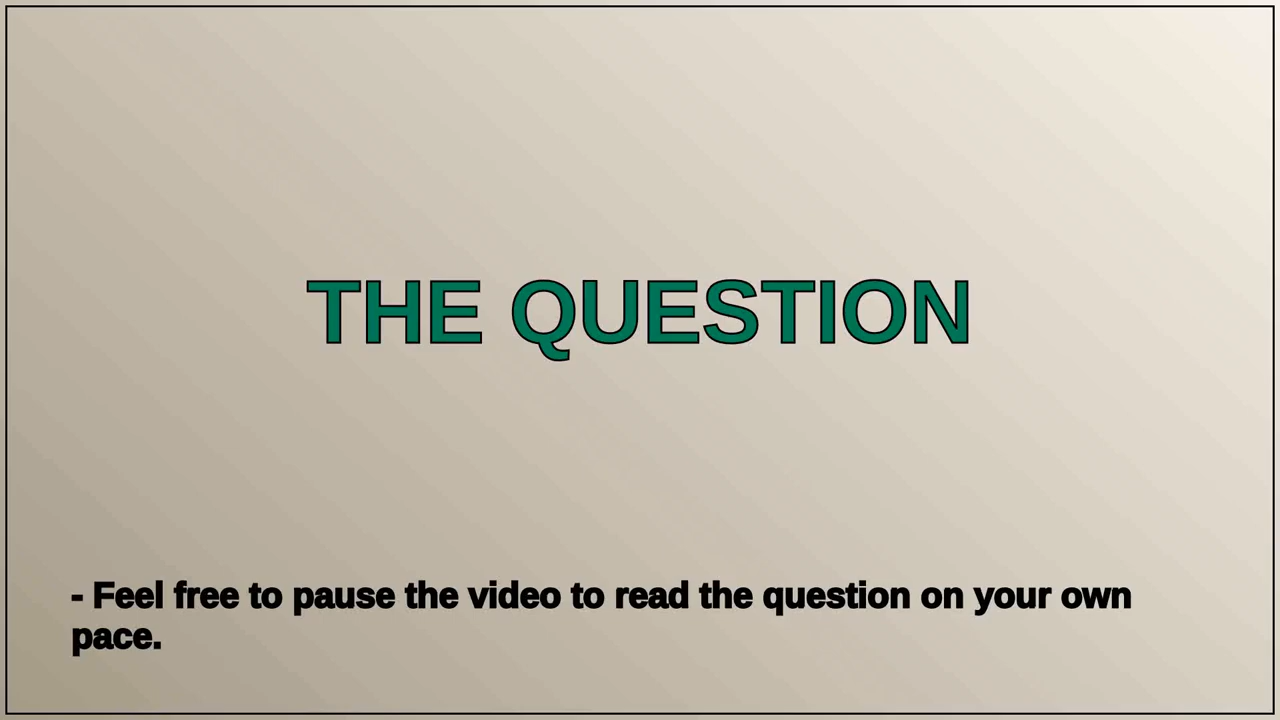 THE QUESTION
- Feel free to pause the video to read the question on your own
pace.